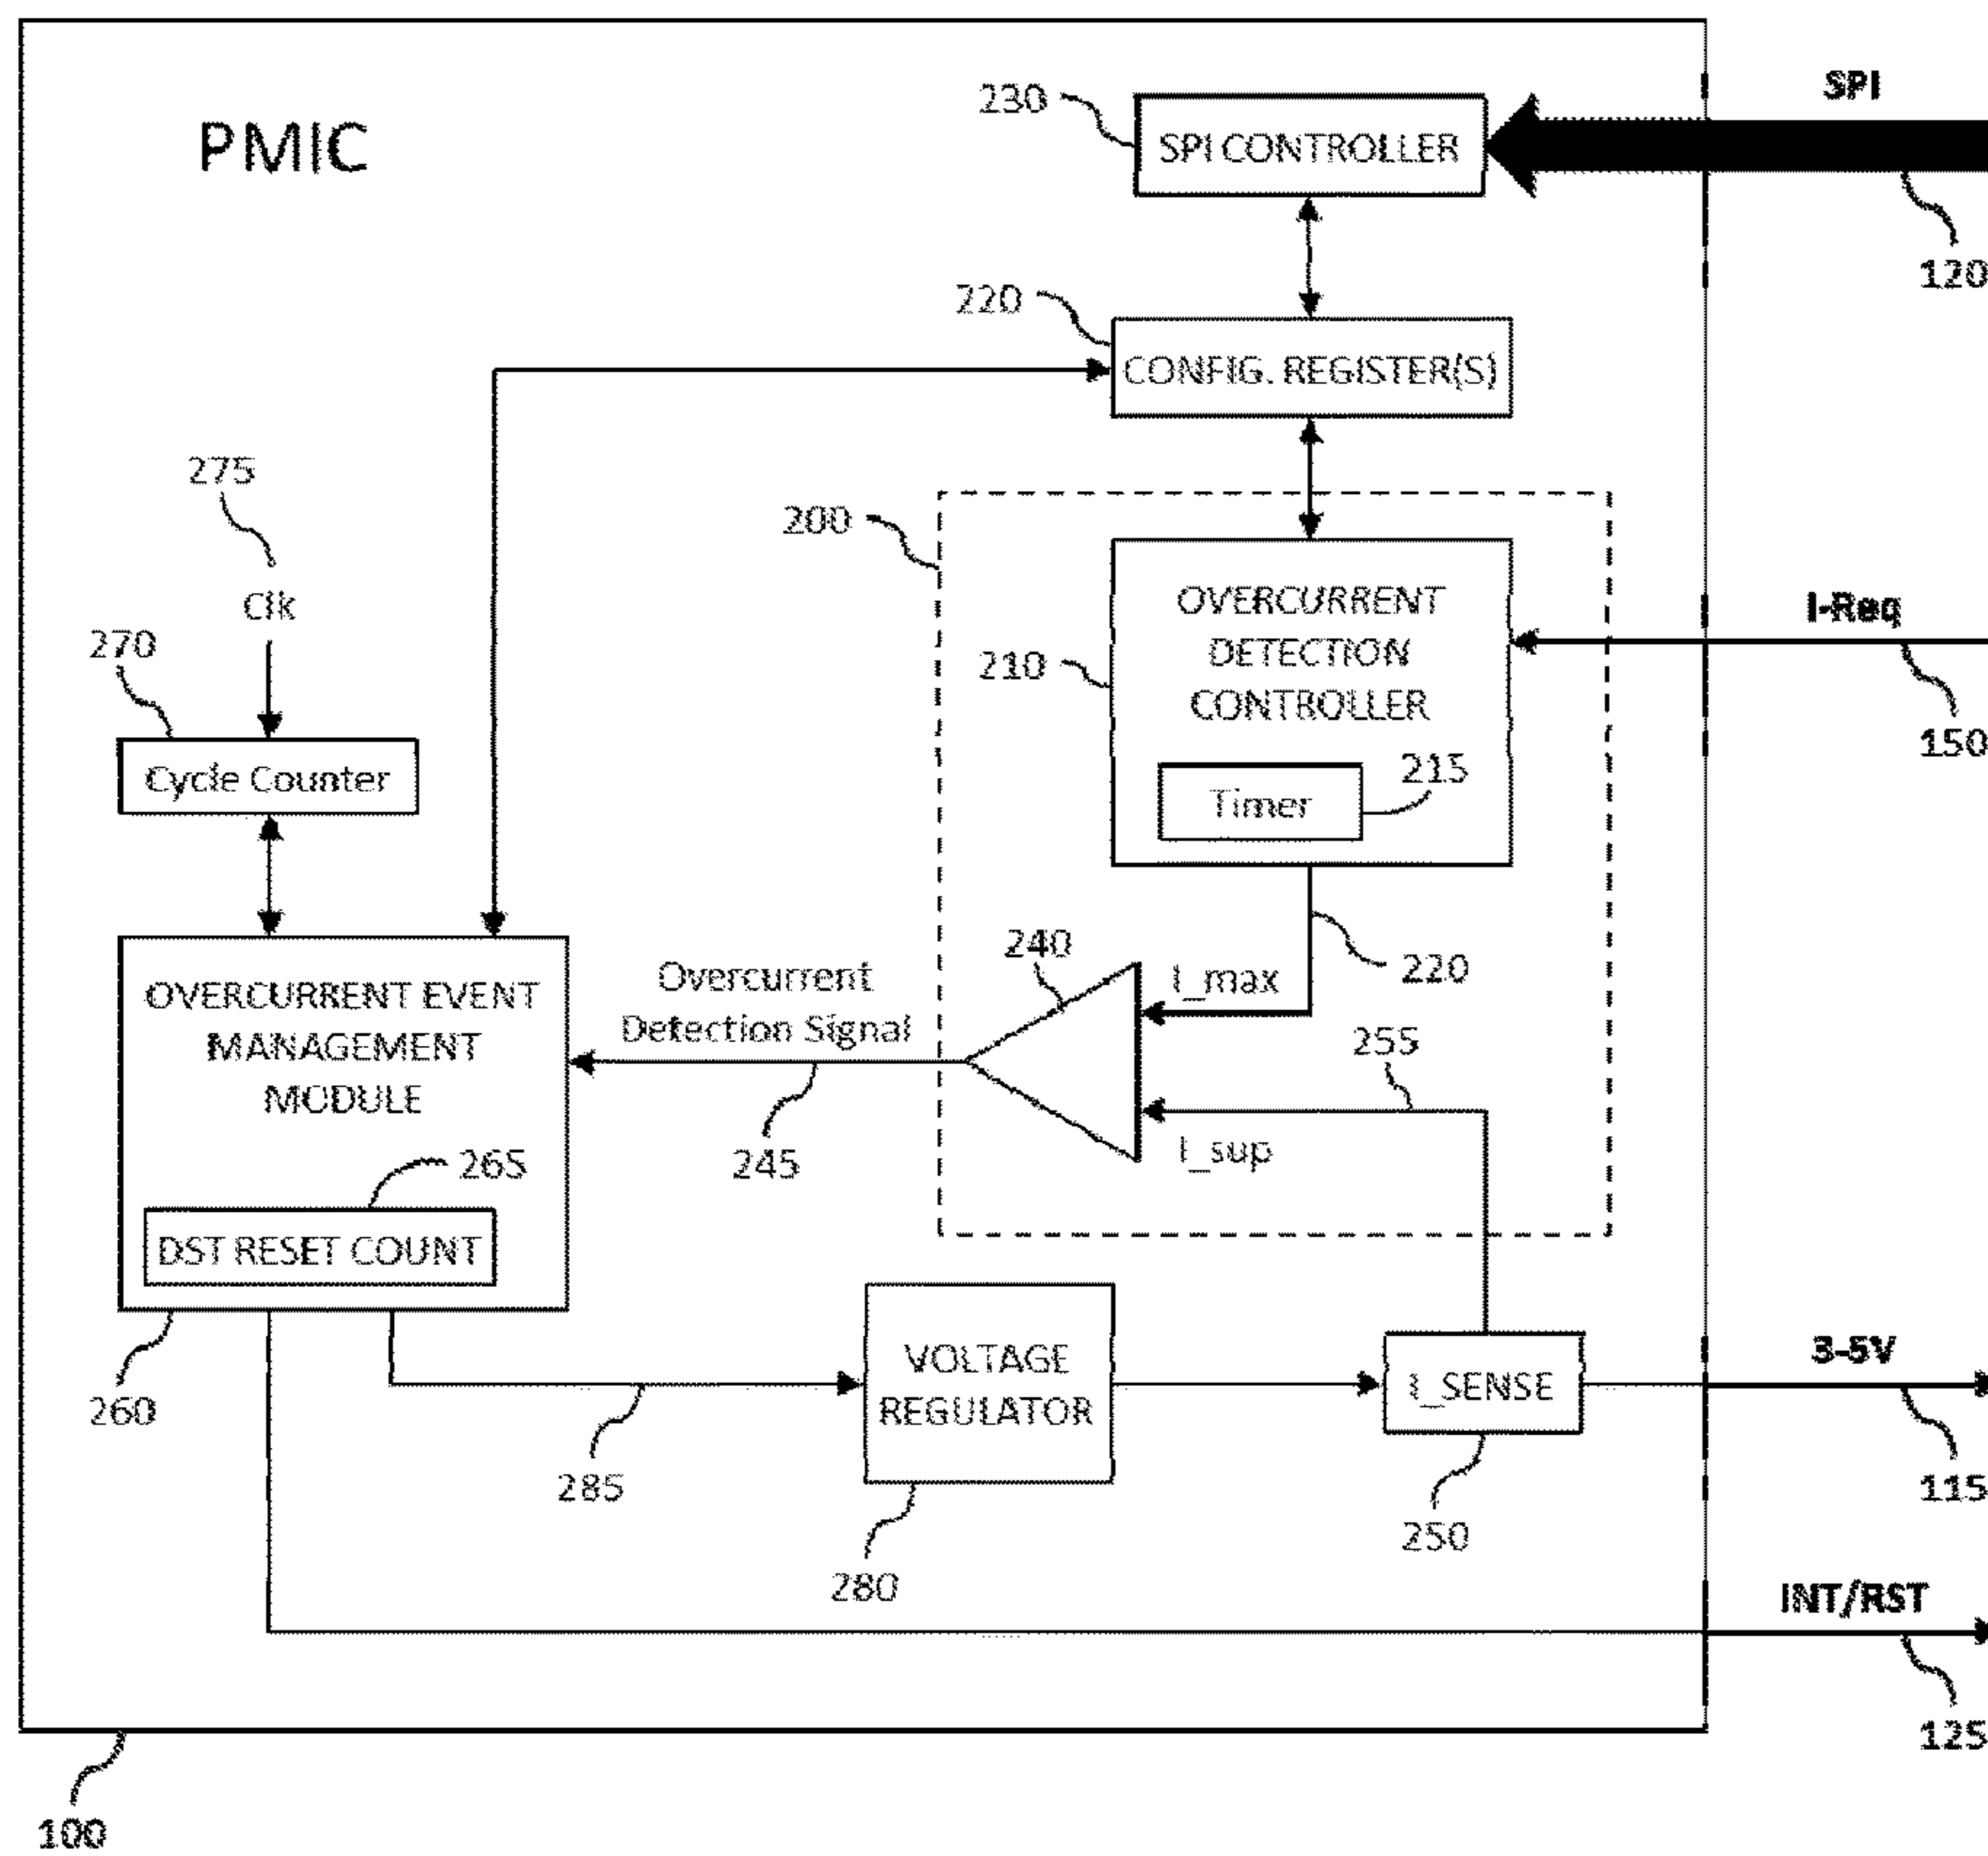 SPI
230
SPI CONTROLLER
PMIC
120
220
CONFIG. REGISTER(S)
275
200
Clk
OVERCURRENT
DETECTION
CONTROLLER
I-Req
270
210
150
Cycle Counter
215
Timer
240
220
I_max
Overcurrent
Detection Signal
OVERCURRENT EVENT
MANAGEMENT
MODULE
255
I_sup
245
265
DST RESET COUNT
VOLTAGE
REGULATOR
I_SENSE
3-5V
260
285
115
250
280
INT/RST
125
100